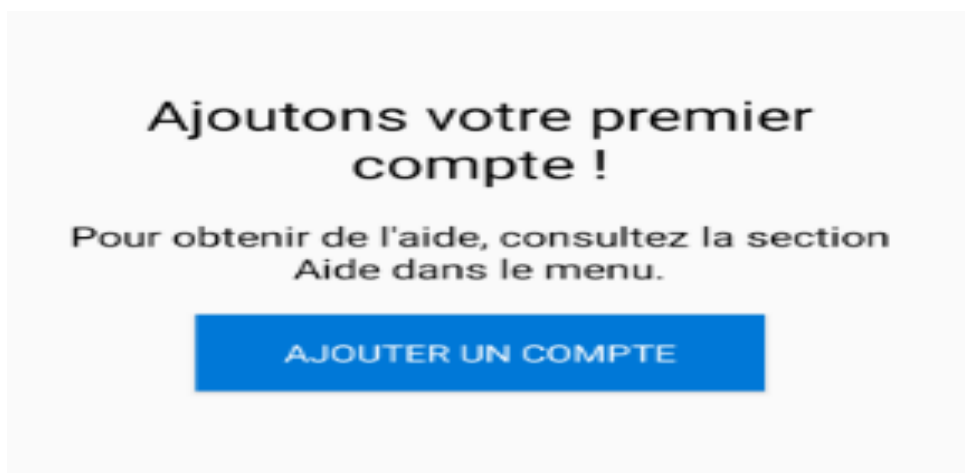 Ajoutons votre premier
compte !
Pour obtenir de l'aide, consultez la section
Aide dans le menu.
AJOUTER UN COMPTE